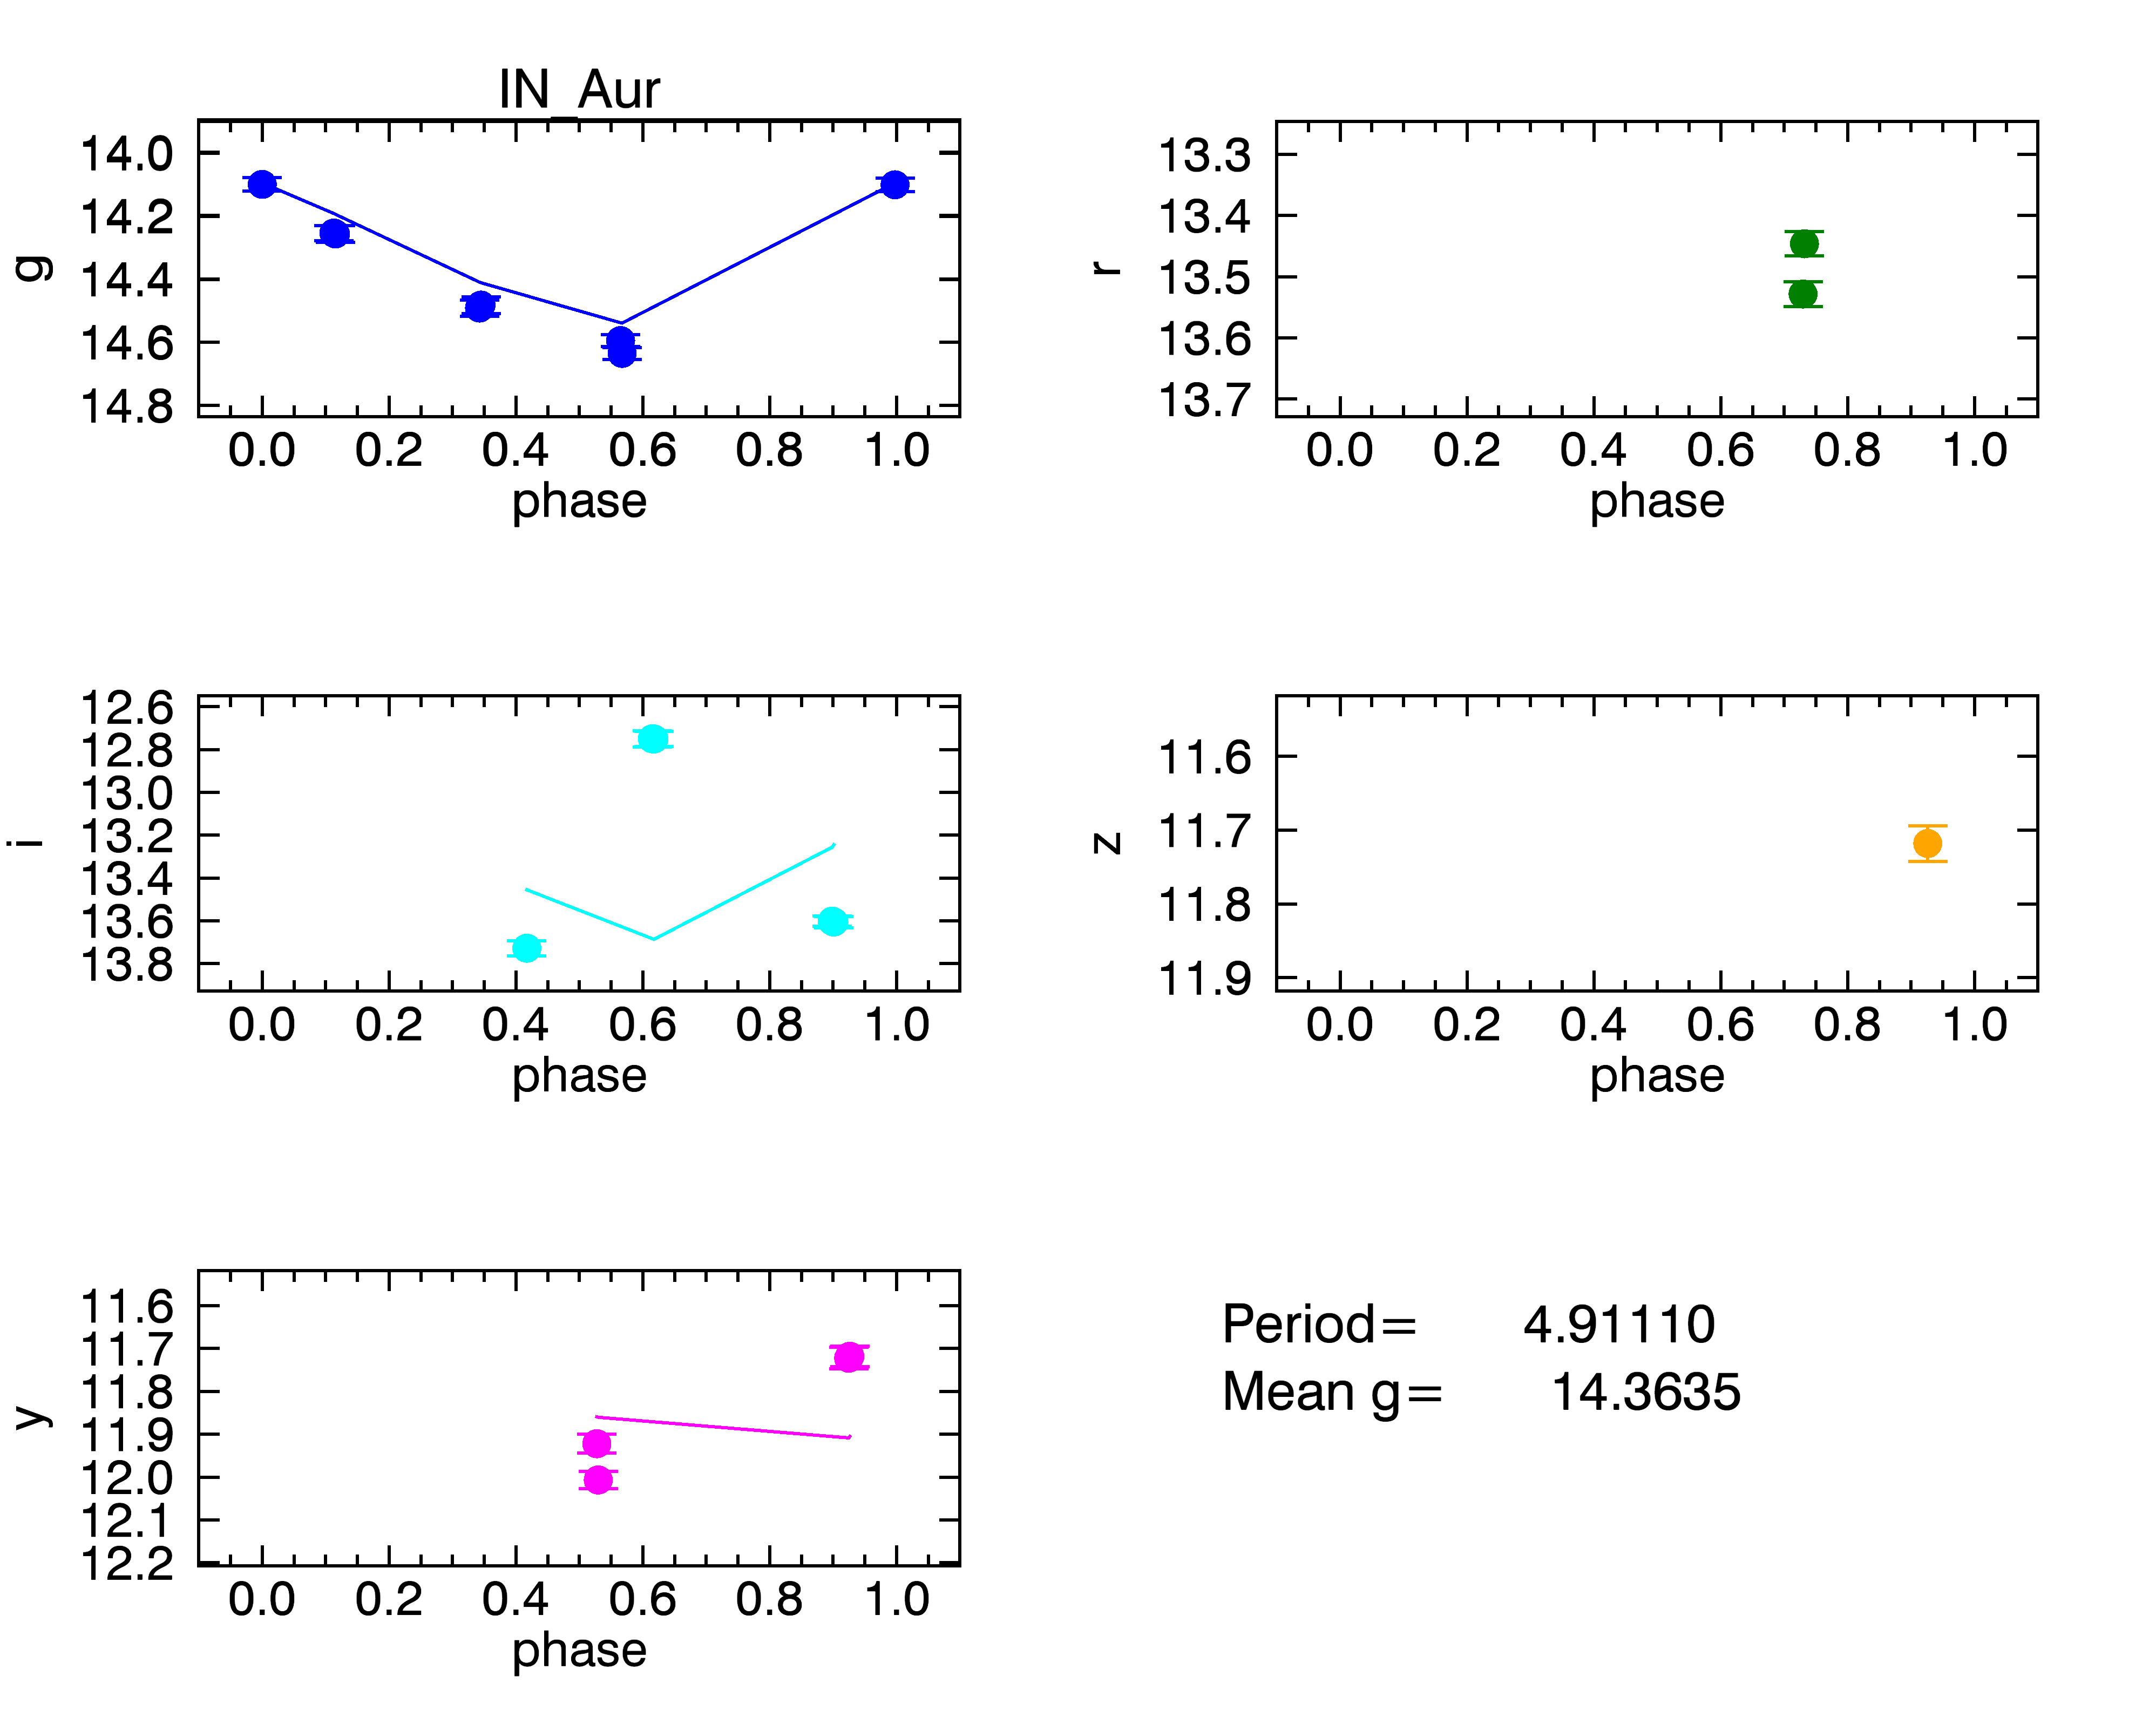 IN_Aur
g
14.0
14.2
14.4
14.6
14.8
0.0 0.2 0.4 0.6 0.8 1.0
phase
r
13.3
13.4
13.5
13.6
13.7
0.0 0.2 0.4 0.6 0.8 1.0
phase
i
12.6
12.8
13.0
13.2
13.4
13.6
13.8
0.0 0.2 0.4 0.6 0.8 1.0
phase
z
11.6
11.7
11.8
11.9
0.0 0.2 0.4 0.6 0.8 1.0
phase
y
11.6
11.7
11.8
11.9
12.0
12.1
12.2
0.0 0.2 0.4 0.6 0.8 1.0
phase
Period= 4.91110
Mean g= 14.3635